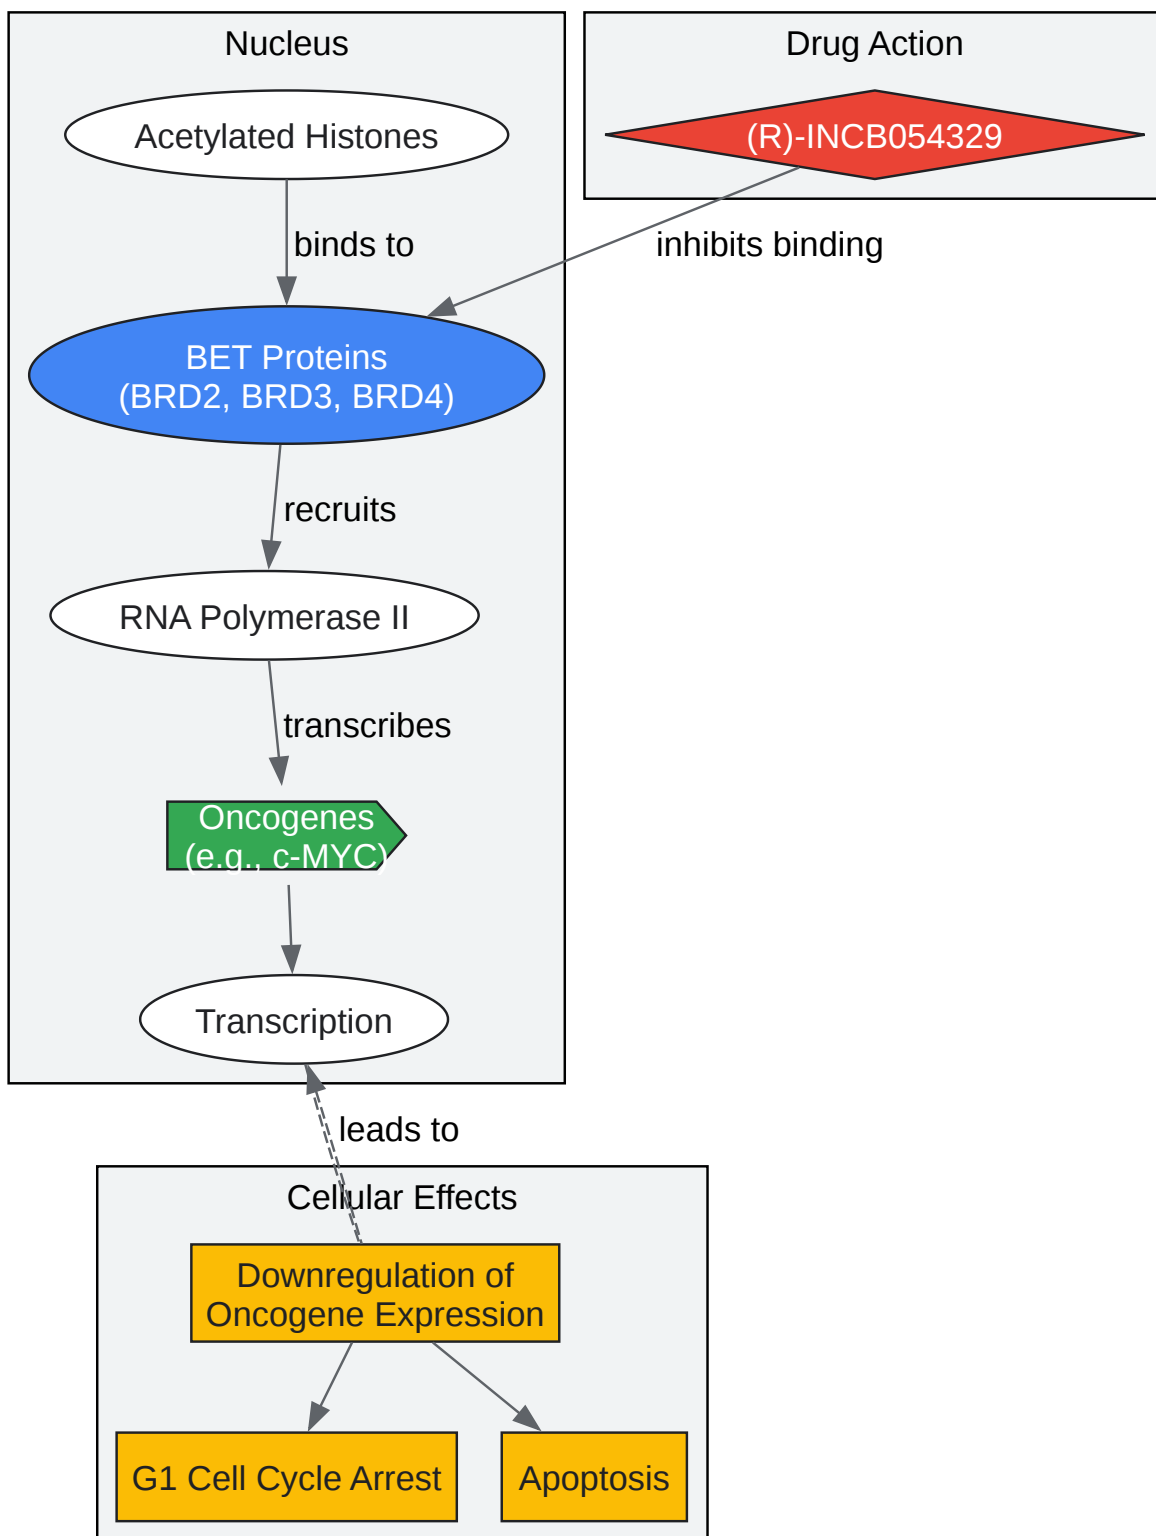 Nucleus
Drug Action
Acetylated Histones
(R)-INCB054329
binds to
inhibits binding
BET Proteins
(BRD2, BRD3, BRD4)
recruits
RNA Polymerase II
transcribes
Oncogenes
(e.g., c-MYC)
Transcription
leads to
Cellular Effects
Downregulation of
Oncogene Expression
G1 Cell Cycle Arrest
Apoptosis